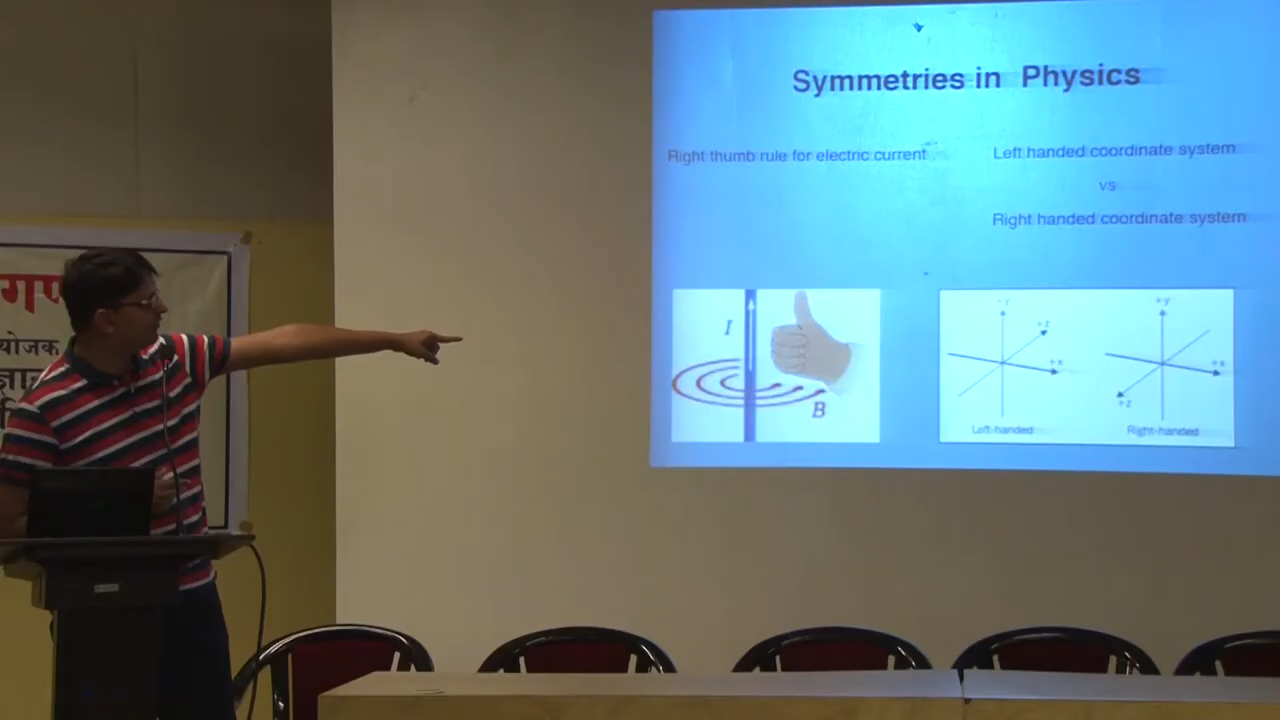 Symmetries in Physics
Right thumb rule for electric current
Left handed coordinate system
vs
Right handed coordinate system
I
B
+y
+z
+x
Left-handed
+y
+x
+z
Right-handed
योजक